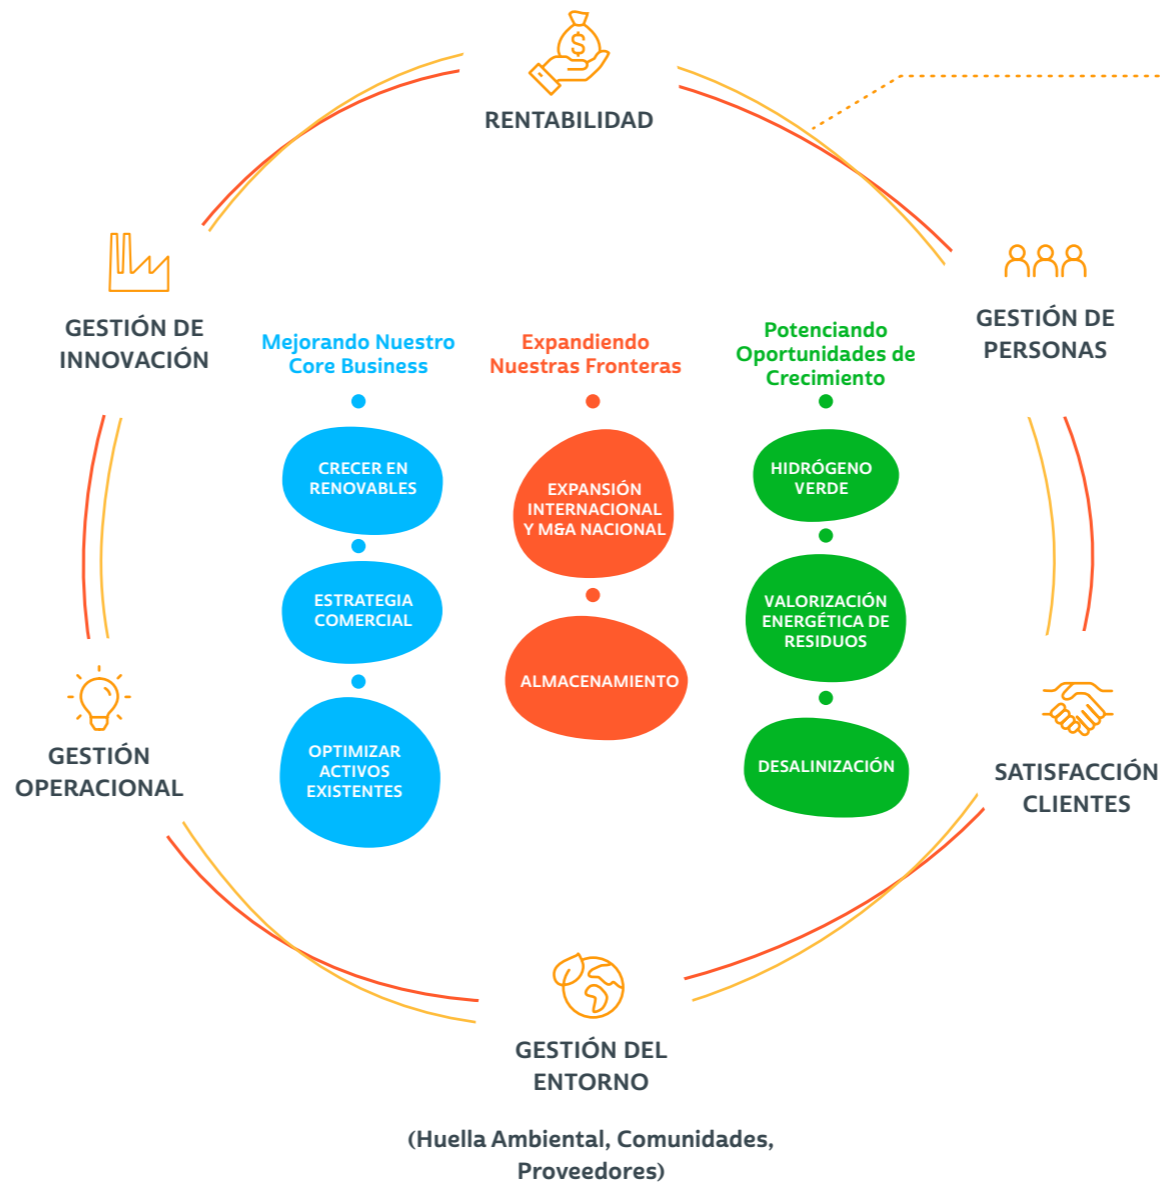 RENTABILIDAD
GESTIÓN DE
INNOVACIÓN
GESTIÓN DE
PERSONAS
Mejorando Nuestro
Core Business
CRECER EN
RENOVABLES
ESTRATEGIA
COMERCIAL
OPTIMIZAR
ACTIVOS
EXISTENTES
Expandiendo
Nuestras Fronteras
EXPANSIÓN
INTERNACIONAL
Y M&A NACIONAL
ALMACENAMIENTO
Potenciando
Oportunidades de
Crecimiento
HIDRÓGENO
VERDE
VALORIZACIÓN
ENERGÉTICA DE
RESIDUOS
DESALINIZACIÓN
GESTIÓN
OPERACIONAL
SATISFACCIÓN
CLIENTES
GESTIÓN DEL
ENTORNO
(Huella Ambiental, Comunidades,
Proveedores)